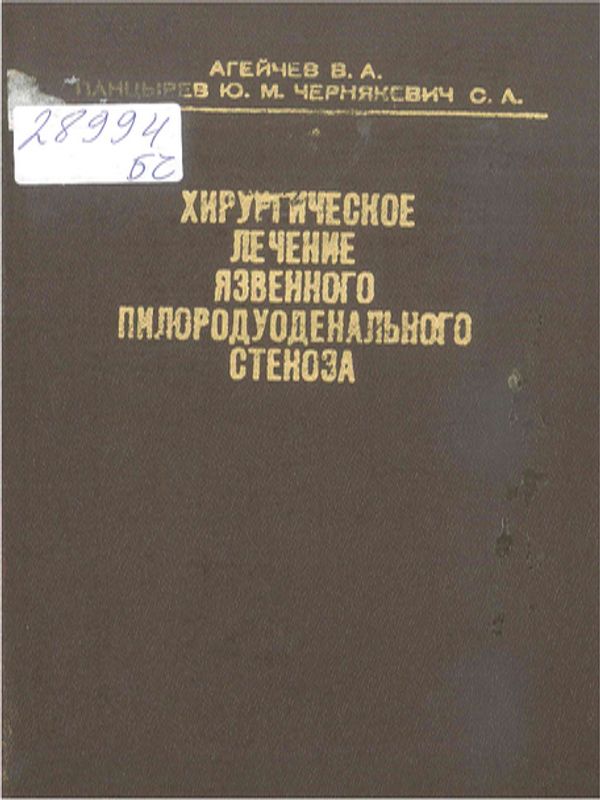 АГЕЙЧЕВ В. А.
ПАНЦЫРЕВ Ю. М. ЧЕРНЯКЕВИЧ С. А.
28994
бс
ХИРУРГИЧЕСКОЕ
ЛЕЧЕНИЕ
ЯЗВЕННОГО
ПИЛОРОДУОДЕНАЛЬНОГО
СТЕНОЗА